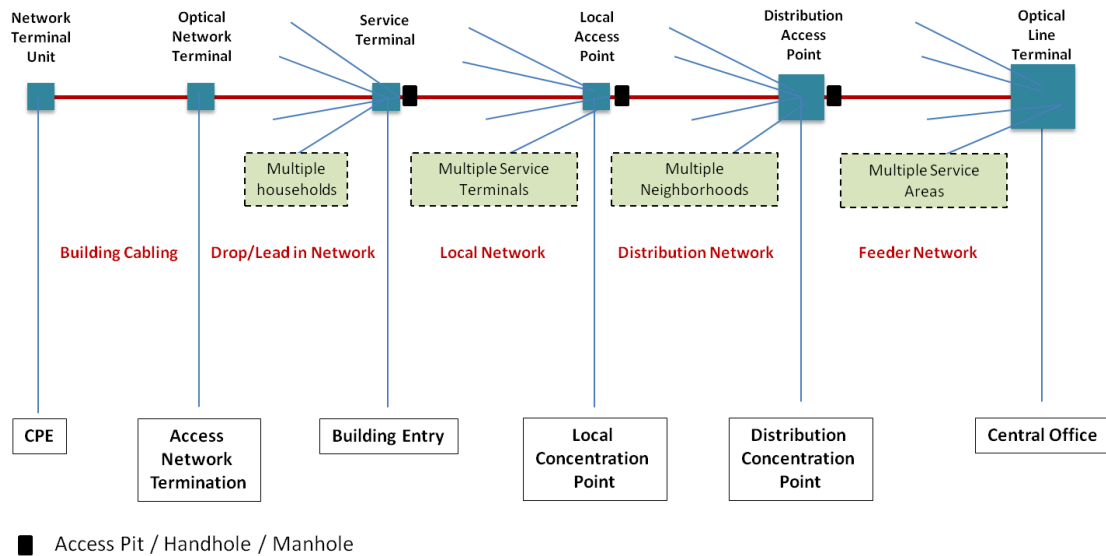 Network
Terminal
Unit
Optical
Network
Terminal
Service
Terminal
Local
Access
Point
Distribution
Access
Point
Optical
Line
Terminal
Multiple
households
Multiple Service
Terminals
Multiple
Neighborhoods
Multiple Service
Areas
Building Cabling
Drop/Lead in Network
Local Network
Distribution Network
Feeder Network
CPE
Access
Network
Termination
Building Entry
Local
Concentration
Point
Distribution
Concentration
Point
Central Office
Access Pit / Handhole / Manhole